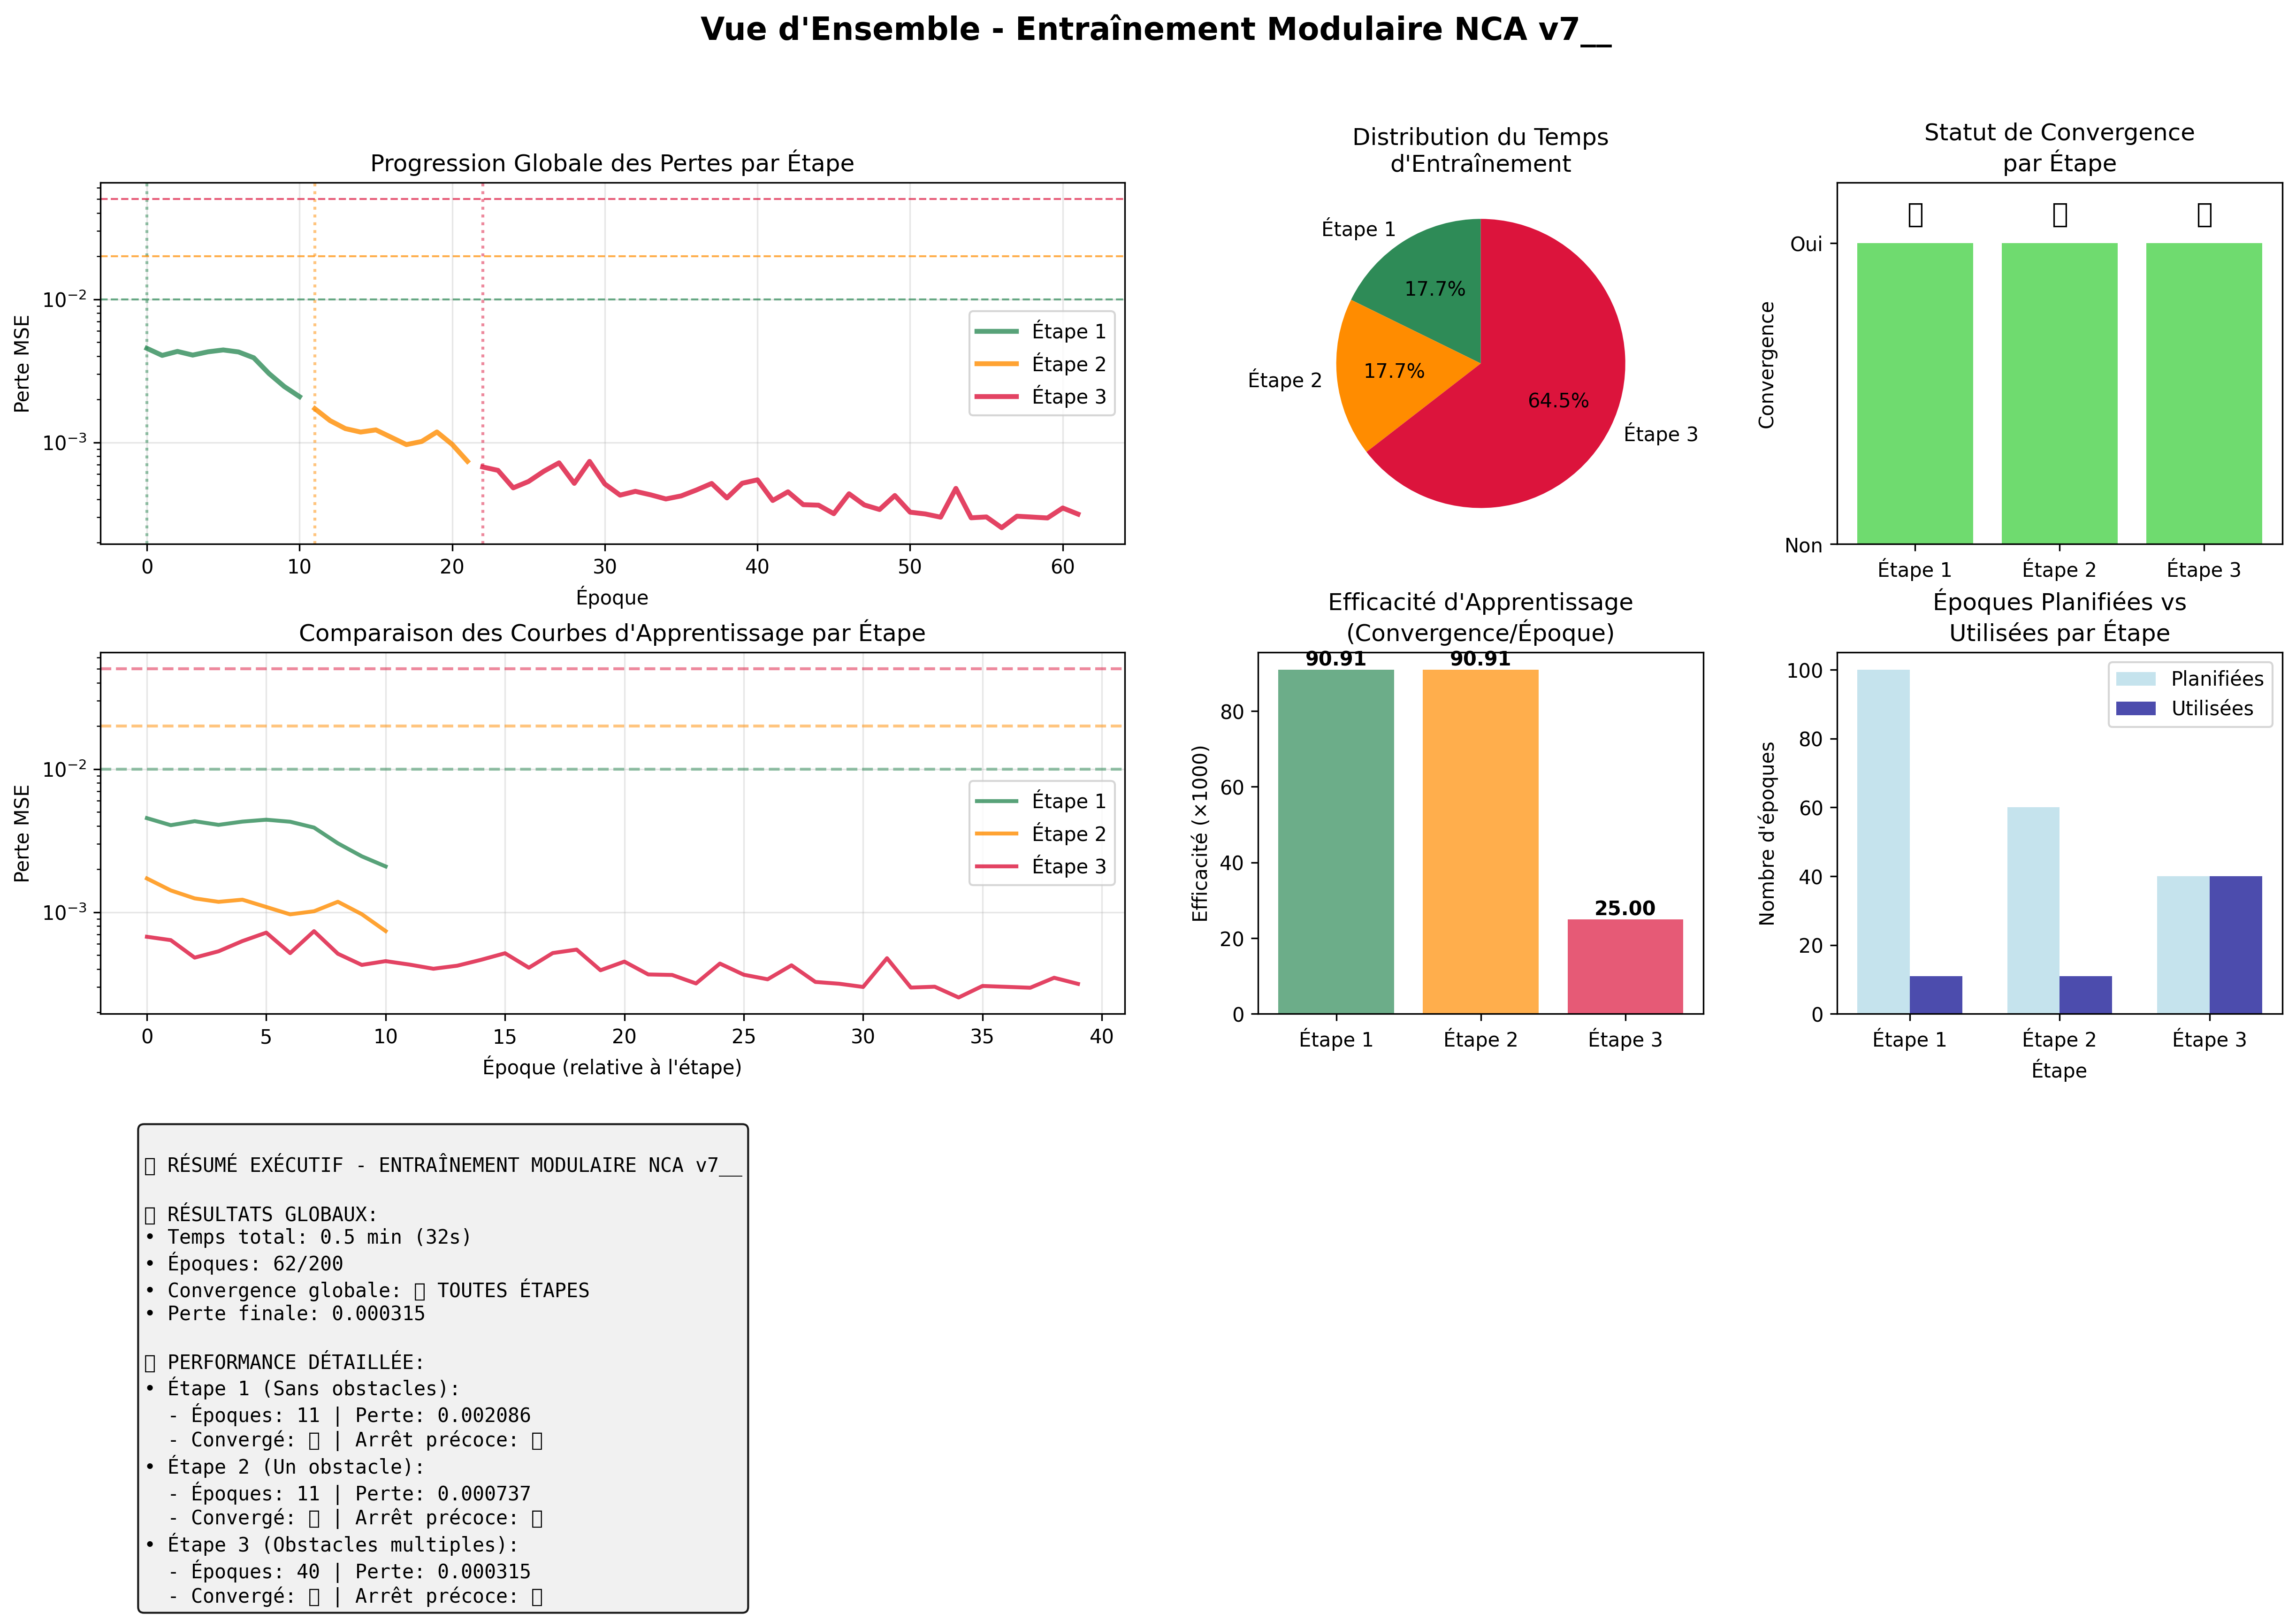 Vue d'Ensemble - Entraînement Modulaire NCA v7__
Progression Globale des Pertes par Étape
Perte MSE
10⁻²
10⁻³
Étape 1
Étape 2
Étape 3
0 10 20 30 40 50 60
Époque
Distribution du Temps
d'Entraînement
Étape 1
17.7%
Étape 2
17.7%
64.5%
Étape 3
Statut de Convergence
par Étape
Convergence
Oui
Non
Étape 1 Étape 2 Étape 3
Comparaison des Courbes d'Apprentissage par Étape
Perte MSE
10⁻²
10⁻³
Étape 1
Étape 2
Étape 3
0 5 10 15 20 25 30 35 40
Époque (relative à l'étape)
Efficacité d'Apprentissage
(Convergence/Époque)
Efficacité (×1000)
90.91 90.91
25.00
80
60
40
20
0
Étape 1 Étape 2 Étape 3
Époques Planifiées vs
Utilisées par Étape
Nombre d'époques
Planifiées
Utilisées
100
80
60
40
20
0
Étape 1 Étape 2 Étape 3
Étape
RÉSUMÉ EXÉCUTIF - ENTRAÎNEMENT MODULAIRE NCA v7__
RÉSULTATS GLOBAUX:
• Temps total: 0.5 min (32s)
• Époques: 62/200
• Convergence globale: TOUTES ÉTAPES
• Perte finale: 0.000315
PERFORMANCE DÉTAILLÉE:
• Étape 1 (Sans obstacles):
- Époques: 11 | Perte: 0.002086
- Convergé: | Arrêt précoce:
• Étape 2 (Un obstacle):
- Époques: 11 | Perte: 0.000737
- Convergé: | Arrêt précoce:
• Étape 3 (Obstacles multiples):
- Époques: 40 | Perte: 0.000315
- Convergé: | Arrêt précoce: